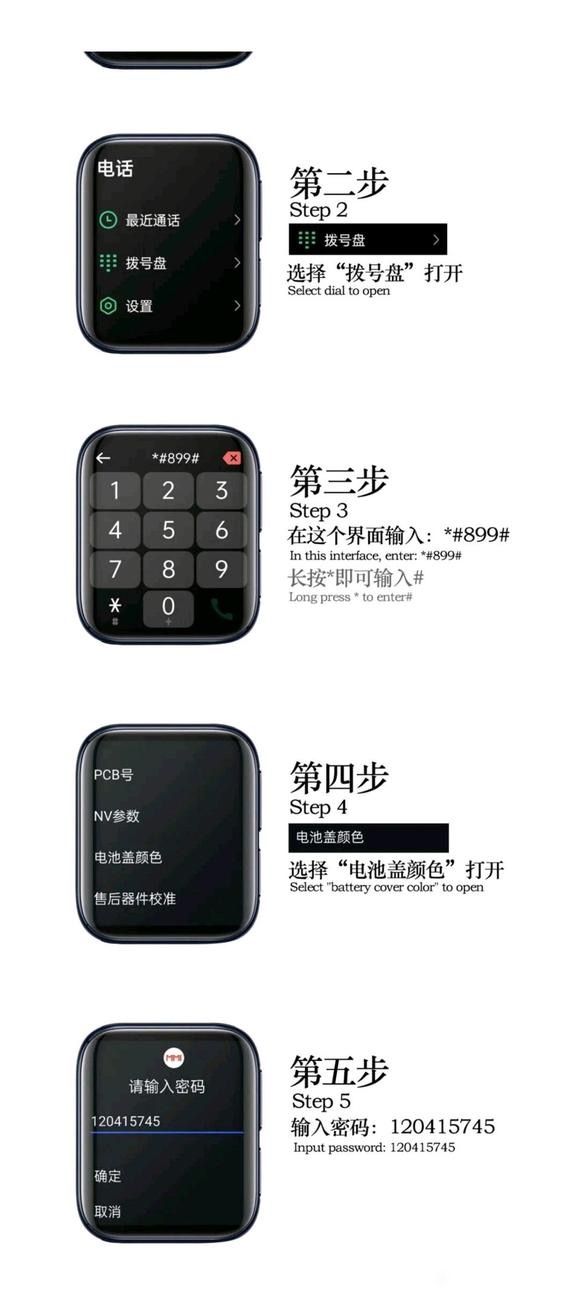 电话
最近通话
拨号盘
设置
第二步
Step 2
拨号盘
选择“拨号盘”打开
Select dial to open
*#899#
1 2 3
4 5 6
7 8 9
* 0
# +
第三步
Step 3
在这个界面输入：*#899#
In this interface, enter: *#899#
长按*即可输入#
Long press * to enter#
PCB号
NV参数
电池盖颜色
售后器件校准
第四步
Step 4
电池盖颜色
选择“电池盖颜色”打开
Select "battery cover color" to open
MMI
请输入密码
120415745
确定
取消
第五步
Step 5
输入密码：120415745
Input password: 120415745